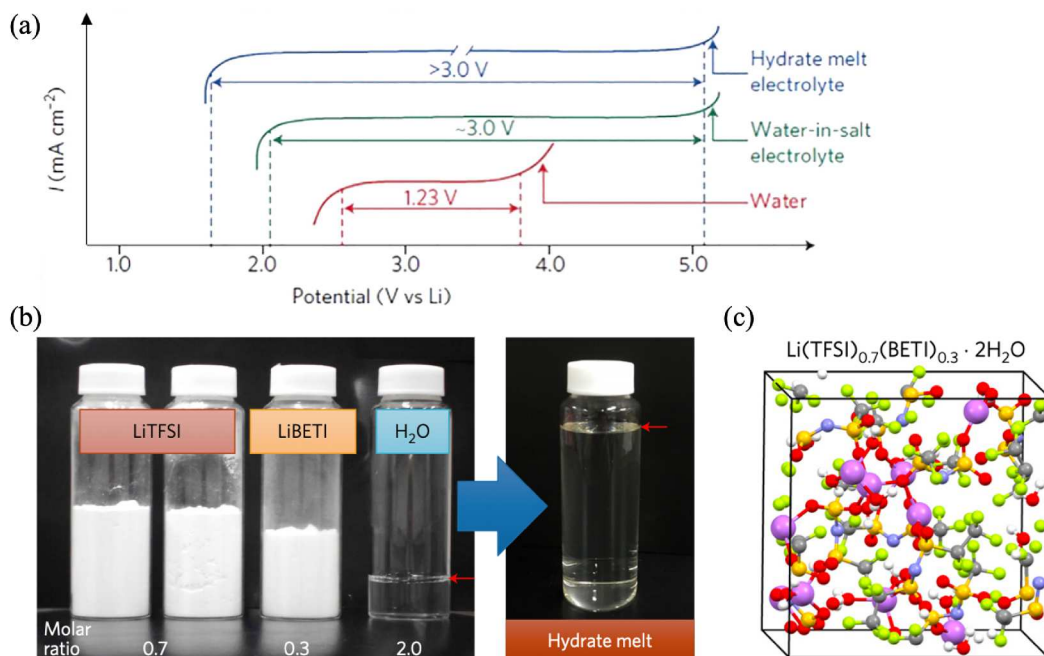 (a)
I (mA cm⁻²)
>3.0 V
Hydrate melt
electrolyte
~3.0 V
Water-in-salt
electrolyte
1.23 V
Water
1.0 2.0 3.0 4.0 5.0
Potential (V vs Li)
(b)
LiTFSI LiBETI H₂O
Molar
ratio 0.7 0.3 2.0
Hydrate melt
(c)
Li(TFSI)₀.₇(BETI)₀.₃ · 2H₂O